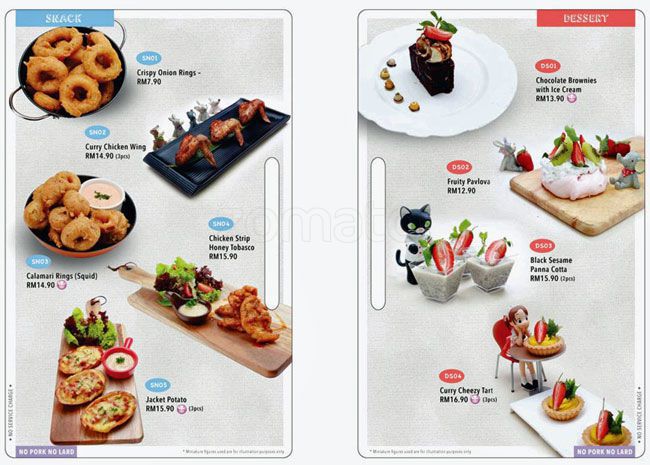 SNACK
SN01
Crispy Onion Rings -
RM7.90
SN02
Curry Chicken Wing
RM14.90 (3pcs)
SN04
Chicken Strip
Honey Tobasco
RM15.90
SN03
Calamari Rings (Squid)
RM14.90
SN05
Jacket Potato
RM15.90 (3pcs)
• NO SERVICE CHARGE •
NO PORK NO LARD
* Miniature figures used are for illustration purposes only
DESSERT
DS01
Chocolate Brownies
with Ice Cream
RM13.90
DS02
Fruity Pavlova
RM12.90
DS03
Black Sesame
Panna Cotta
RM15.90 (2pcs)
DS04
Curry Cheezy Tart
RM16.90 (3pcs)
* Miniature figures used are for illustration purposes only
NO PORK NO LARD
• NO SERVICE CHARGE •
zomato